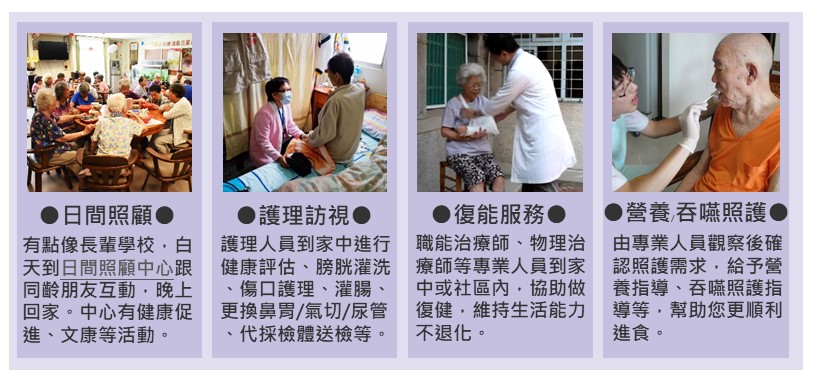 ●日間照顧●
有點像長輩學校，白
天到日間照顧中心跟
同齡朋友互動，晚上
回家。中心有健康促
進、文康等活動。
●護理訪視●
護理人員到家中進行
健康評估、膀胱灌洗
、傷口護理、灌腸、
更換鼻胃/氣切/尿管
、代採檢體送檢等。
●復能服務●
職能治療師、物理治
療師等專業人員到家
中或社區內，協助做
復健，維持生活能力
不退化。
●營養/吞嚥照護●
由專業人員觀察後確
認照護需求，給予營
養指導、吞嚥照護指
導等，幫助您更順利
進食。